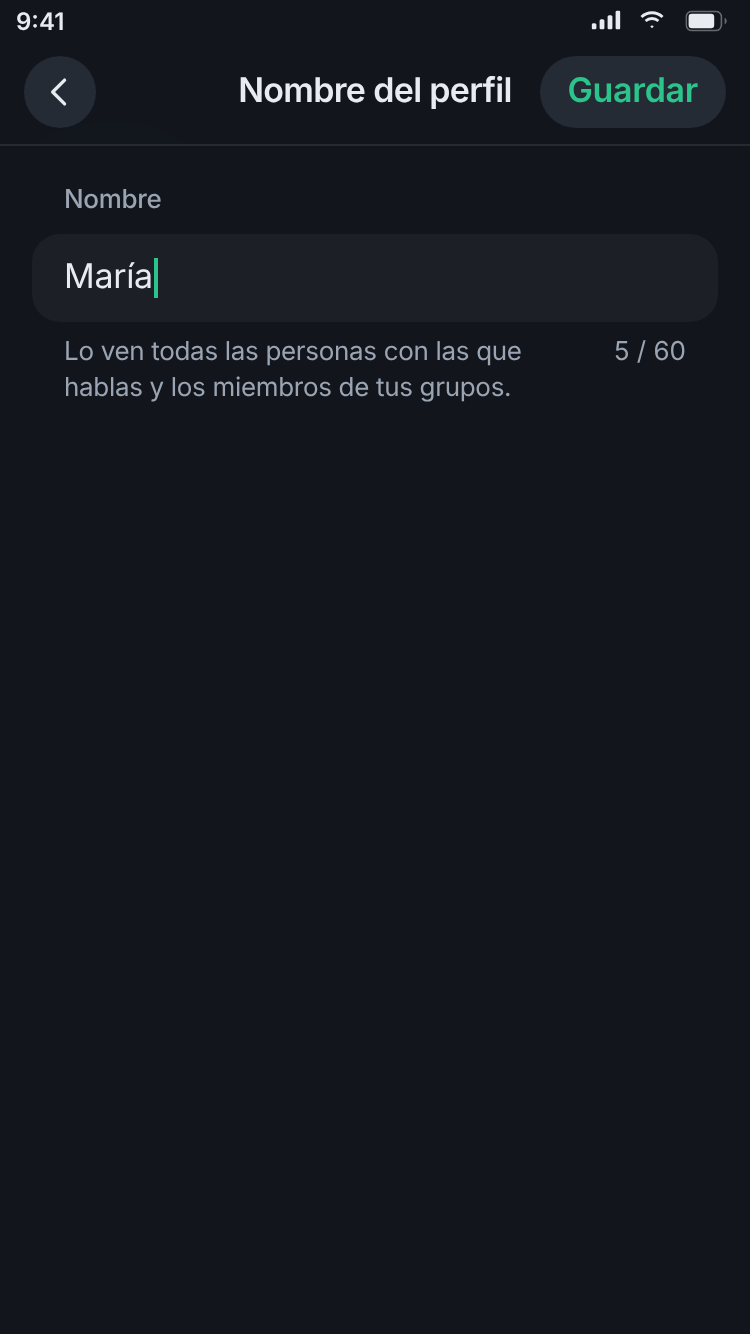 9:41
Nombre del perfil
Guardar
Nombre
María
Lo ven todas las personas con las que
hablas y los miembros de tus grupos.
5 / 60